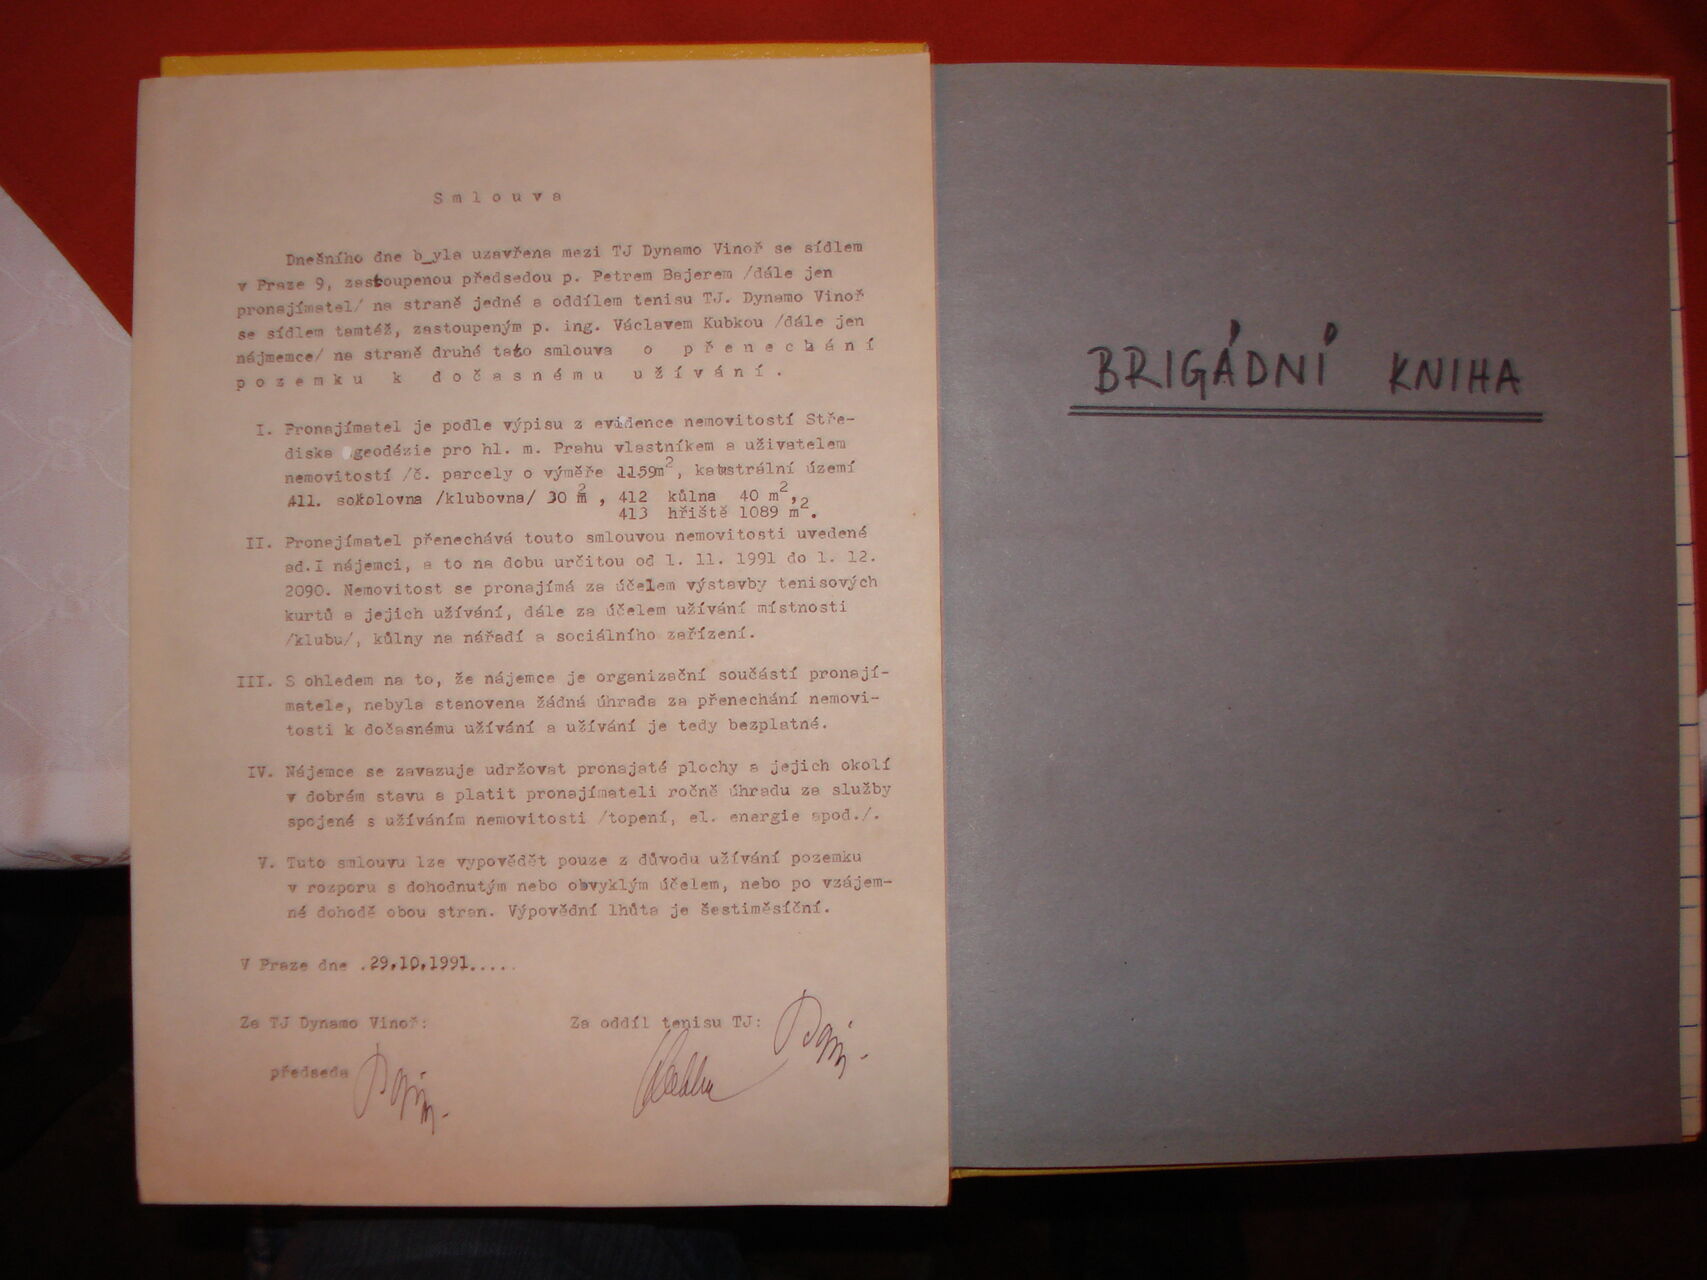 S m l o u v a
Dnešního dne b_yla uzavřena mezi TJ Dynamo Vinoř se sídlem
v Praze 9, zastoupenou předsedou p. Petrem Bajerem /dále jen
pronajímatel/ na straně jedné a oddílem tenisu TJ. Dynamo Vinoř
se sídlem tamtéž, zastoupeným p. ing. Václavem Kubkou /dále jen
nájmemce/ na straně druhé tato smlouva o p ř e n e c h á n í
p o z e m k u k d o č a s n é m u u ž í v á n í .
I. Pronajímatel je podle výpisu z evidence nemovitostí Stře-
diska geodézie pro hl. m. Prahu vlastníkem a uživatelem
nemovitostí /č. parcely o výměře 1159m², katastrální území
411. sokolovna /klubovna/ 30 m², 412 kůlna 40 m²,
413 hřiště 1089 m².
II. Pronajímatel přenechává touto smlouvou nemovitosti uvedené
ad.I nájemci, a to na dobu určitou od 1. 11. 1991 do 1. 12.
2090. Nemovitost se pronajímá za účelem výstavby tenisových
kurtů a jejich užívání, dále za účelem užívání místnosti
/klubu/, kůlny na nářadí a sociálního zařízení.
III. S ohledem na to, že nájemce je organizační součástí pronají-
matele, nebyla stanovena žádná úhrada za přenechání nemovi-
tosti k dočasnému užívání a užívání je tedy bezplatné.
IV. Nájemce se zavazuje udržovat pronajaté plochy a jejich okolí
v dobrém stavu a platit pronajímateli ročně úhradu za služby
spojené s užíváním nemovitosti /topení, el. energie apod./.
V. Tuto smlouvu lze vypovědět pouze z důvodu užívání pozemku
v rozporu s dohodnutým nebo obvyklým účelem, nebo po vzájem-
né dohodě obou stran. Výpovědní lhůta je šestiměsíční.
V Praze dne .29.10.1991.....
Za TJ Dynamo Vinoř: Za oddíl tenisu TJ:
předseda
BRIGÁDNÍ KNIHA